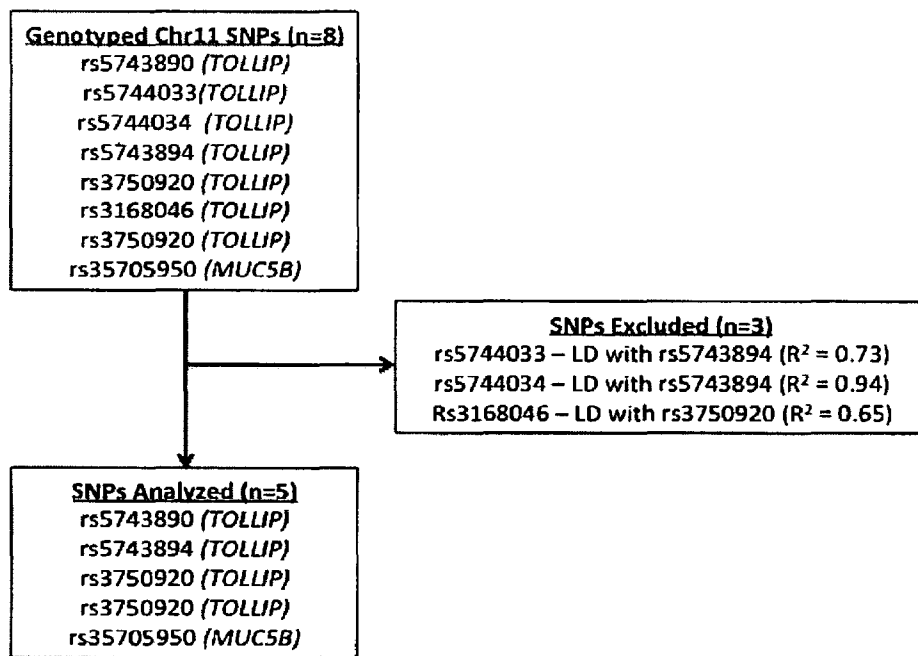 Genotyped Chr11 SNPs (n=8)
rs5743890 (TOLLIP)
rs5744033(TOLLIP)
rs5744034 (TOLLIP)
rs5743894 (TOLLIP)
rs3750920 (TOLLIP)
rs3168046 (TOLLIP)
rs3750920 (TOLLIP)
rs35705950 (MUC5B)
SNPs Excluded (n=3)
rs5744033 – LD with rs5743894 (R² = 0.73)
rs5744034 – LD with rs5743894 (R² = 0.94)
Rs3168046 – LD with rs3750920 (R² = 0.65)
SNPs Analyzed (n=5)
rs5743890 (TOLLIP)
rs5743894 (TOLLIP)
rs3750920 (TOLLIP)
rs3750920 (TOLLIP)
rs35705950 (MUC5B)